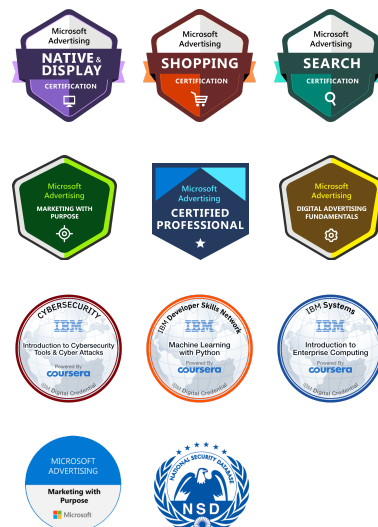 Microsoft
Advertising
NATIVE &
DISPLAY
CERTIFICATION
Microsoft
Advertising
SHOPPING
CERTIFICATION
Microsoft
Advertising
SEARCH
CERTIFICATION
Microsoft
Advertising
MARKETING WITH
PURPOSE
Microsoft
Advertising
CERTIFIED
PROFESSIONAL
Microsoft
Advertising
DIGITAL ADVERTISING
FUNDAMENTALS
CYBERSECURITY
IBM
Introduction to Cybersecurity
Tools & Cyber Attacks
Powered By
coursera
IBM Digital Credential
IBM Developer Skills Network
IBM
Machine Learning
with Python
Powered By
coursera
IBM Digital Credential
IBM Systems
IBM
Introduction to
Enterprise Computing
Powered By
coursera
IBM Digital Credential
MICROSOFT
ADVERTISING
Marketing with
Purpose
Microsoft
NATIONAL SECURITY DATABASE
NSD